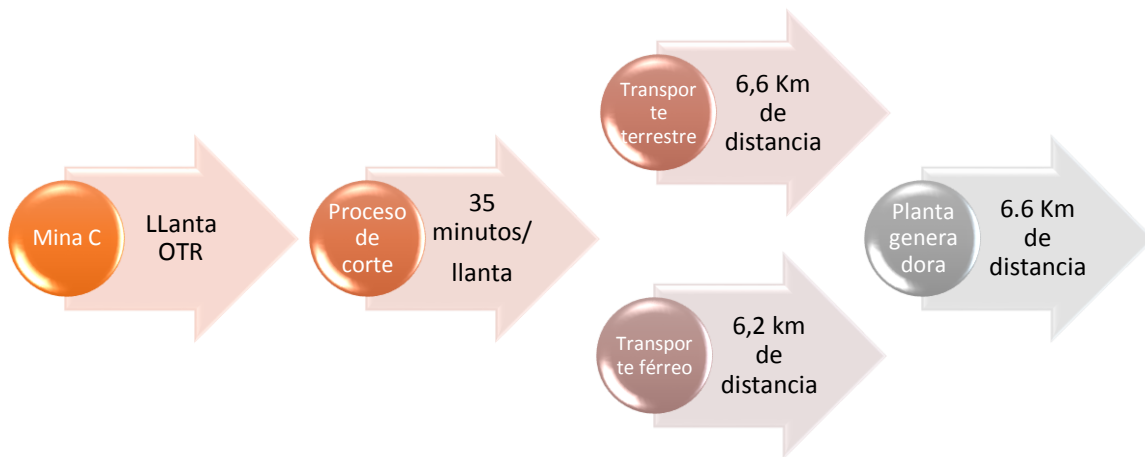 Mina C
LLanta
OTR
Proceso
de
corte
35
minutos/
llanta
Transpor
te
terrestre
6,6 Km
de
distancia
Transpor
te férreo
6,2 km
de
distancia
Planta
genera
dora
6.6 Km
de
distancia